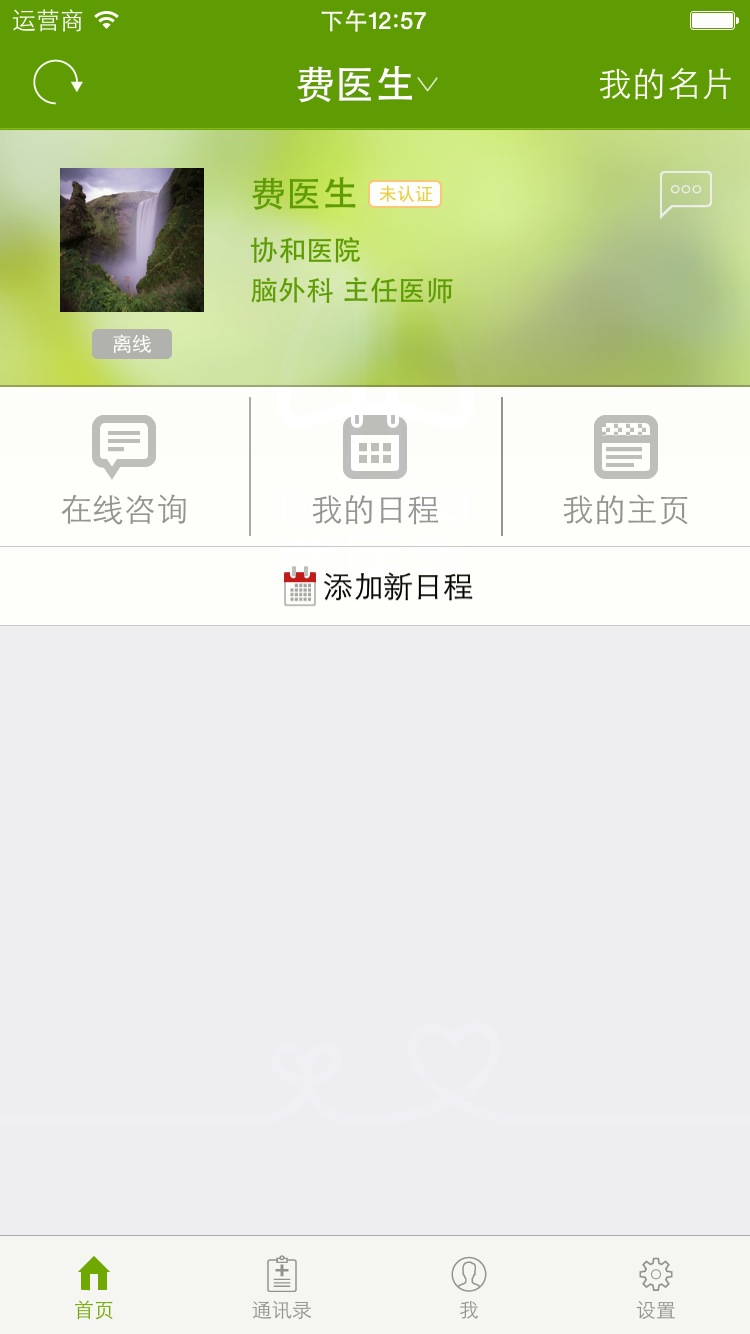 运营商 下午12:57
费医生 我的名片
费医生 未认证
协和医院
脑外科 主任医师
离线
在线咨询 我的日程 我的主页
添加新日程
首页 通讯录 我 设置